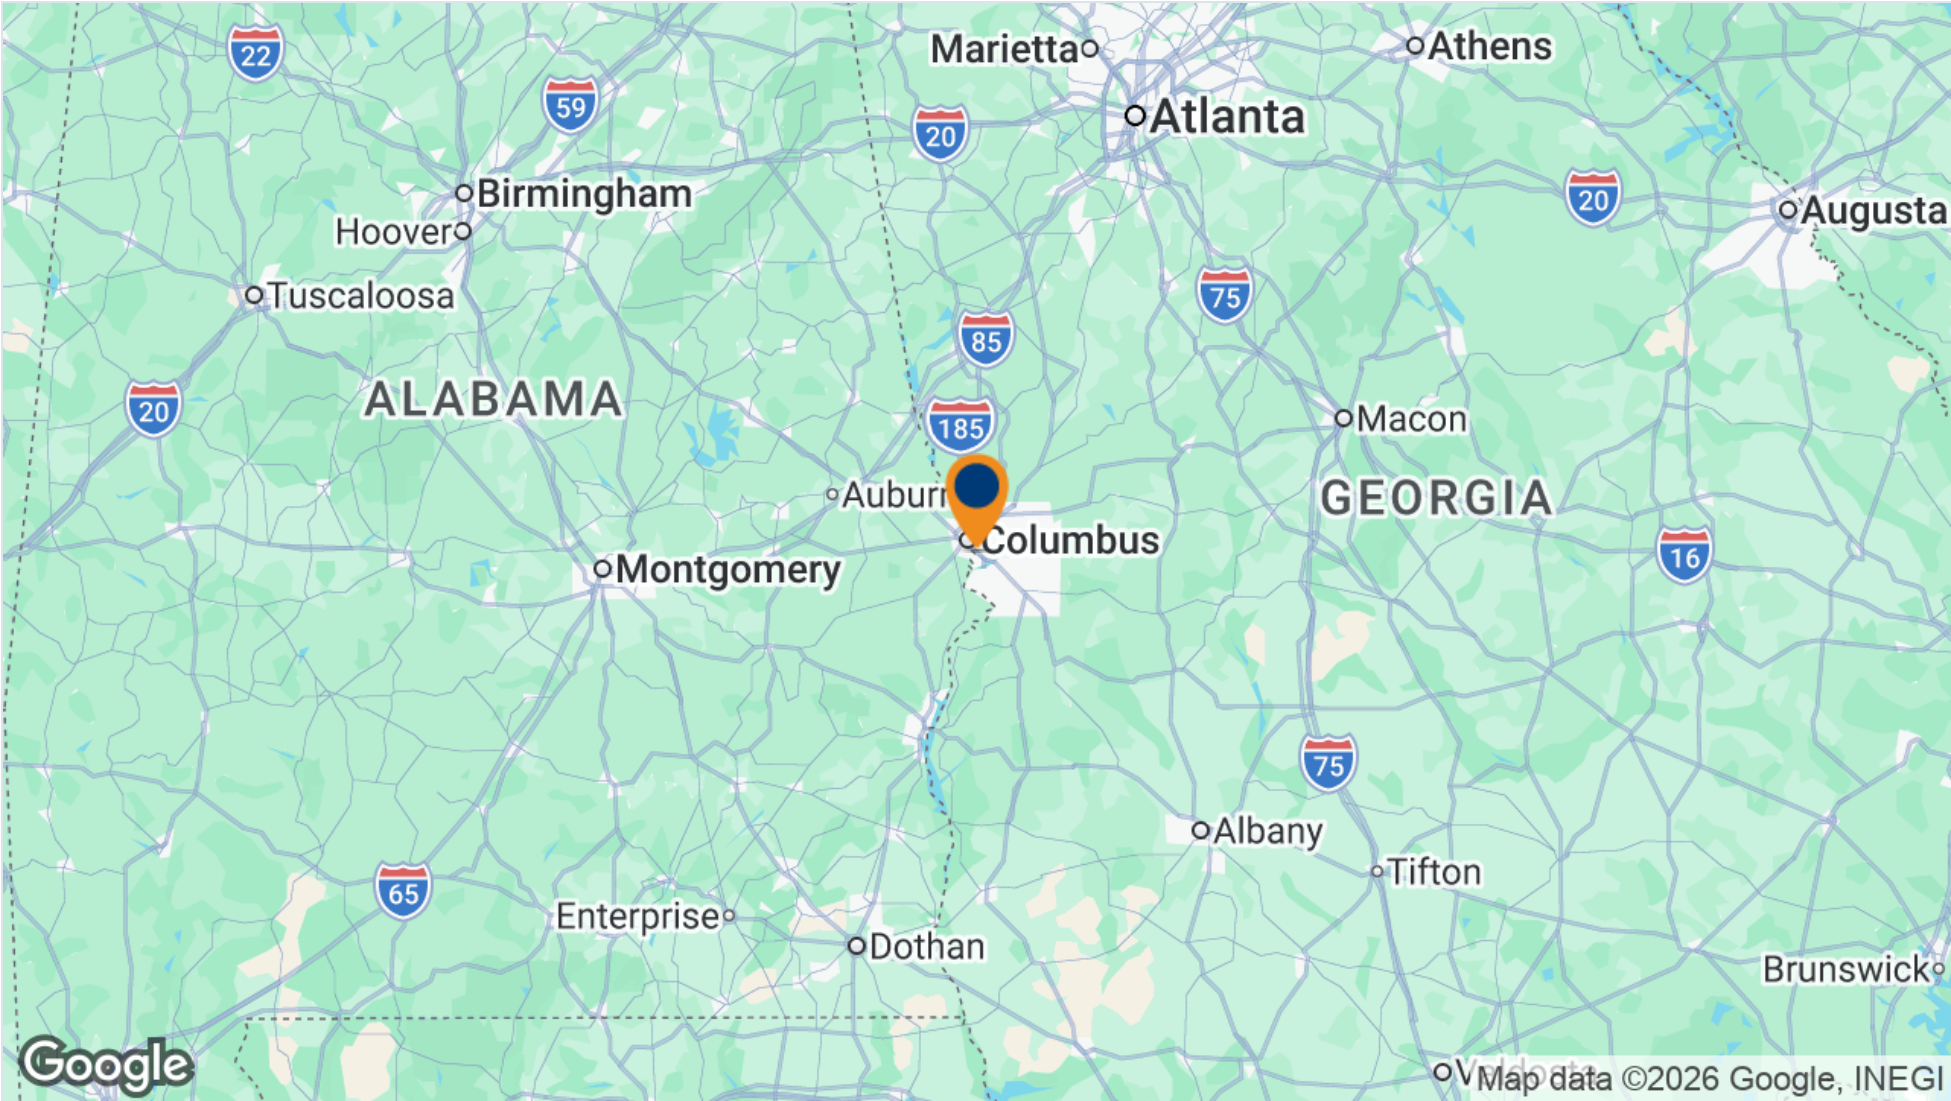 22
Marietta
Athens
59
20
Atlanta
20
Birmingham
Augusta
Hoover
75
Tuscaloosa
85
20
ALABAMA
185
Macon
GEORGIA
Auburn
Columbus
16
Montgomery
75
Albany
65
Tifton
Enterprise
Dothan
Brunswick
Google
Valdosta
Map data ©2026 Google, INEGI